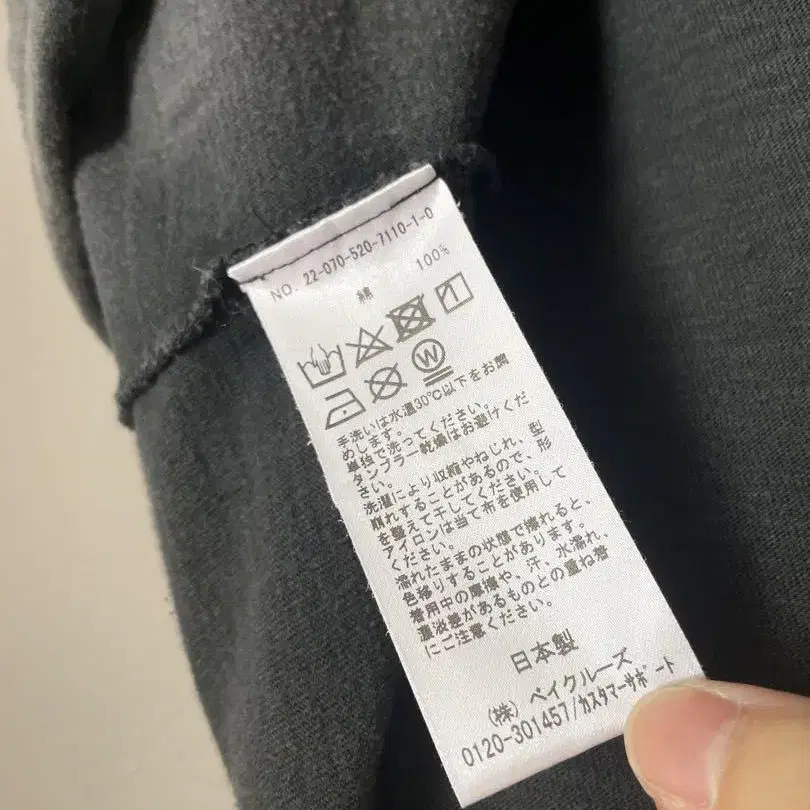 NO. 22-070-520-7110-1-0
綿 100%
W
手洗いは水温30℃以下をお勧
めします。
単独で洗ってください。
タンブラー乾燥はお避けくだ
さい。
洗濯により収縮やねじれ、型
崩れすることがあるので、形
を整えて干してください。
アイロンは当て布を使用して
ください。
濡れたままの状態で擦れると、
色移りすることがあります。
着用中の摩擦や、汗、水濡れ、
濃淡差があるものとの重ね着
にご注意ください。
日本製
(株) ベイクルーズ
0120-301457/カスタマーサポート